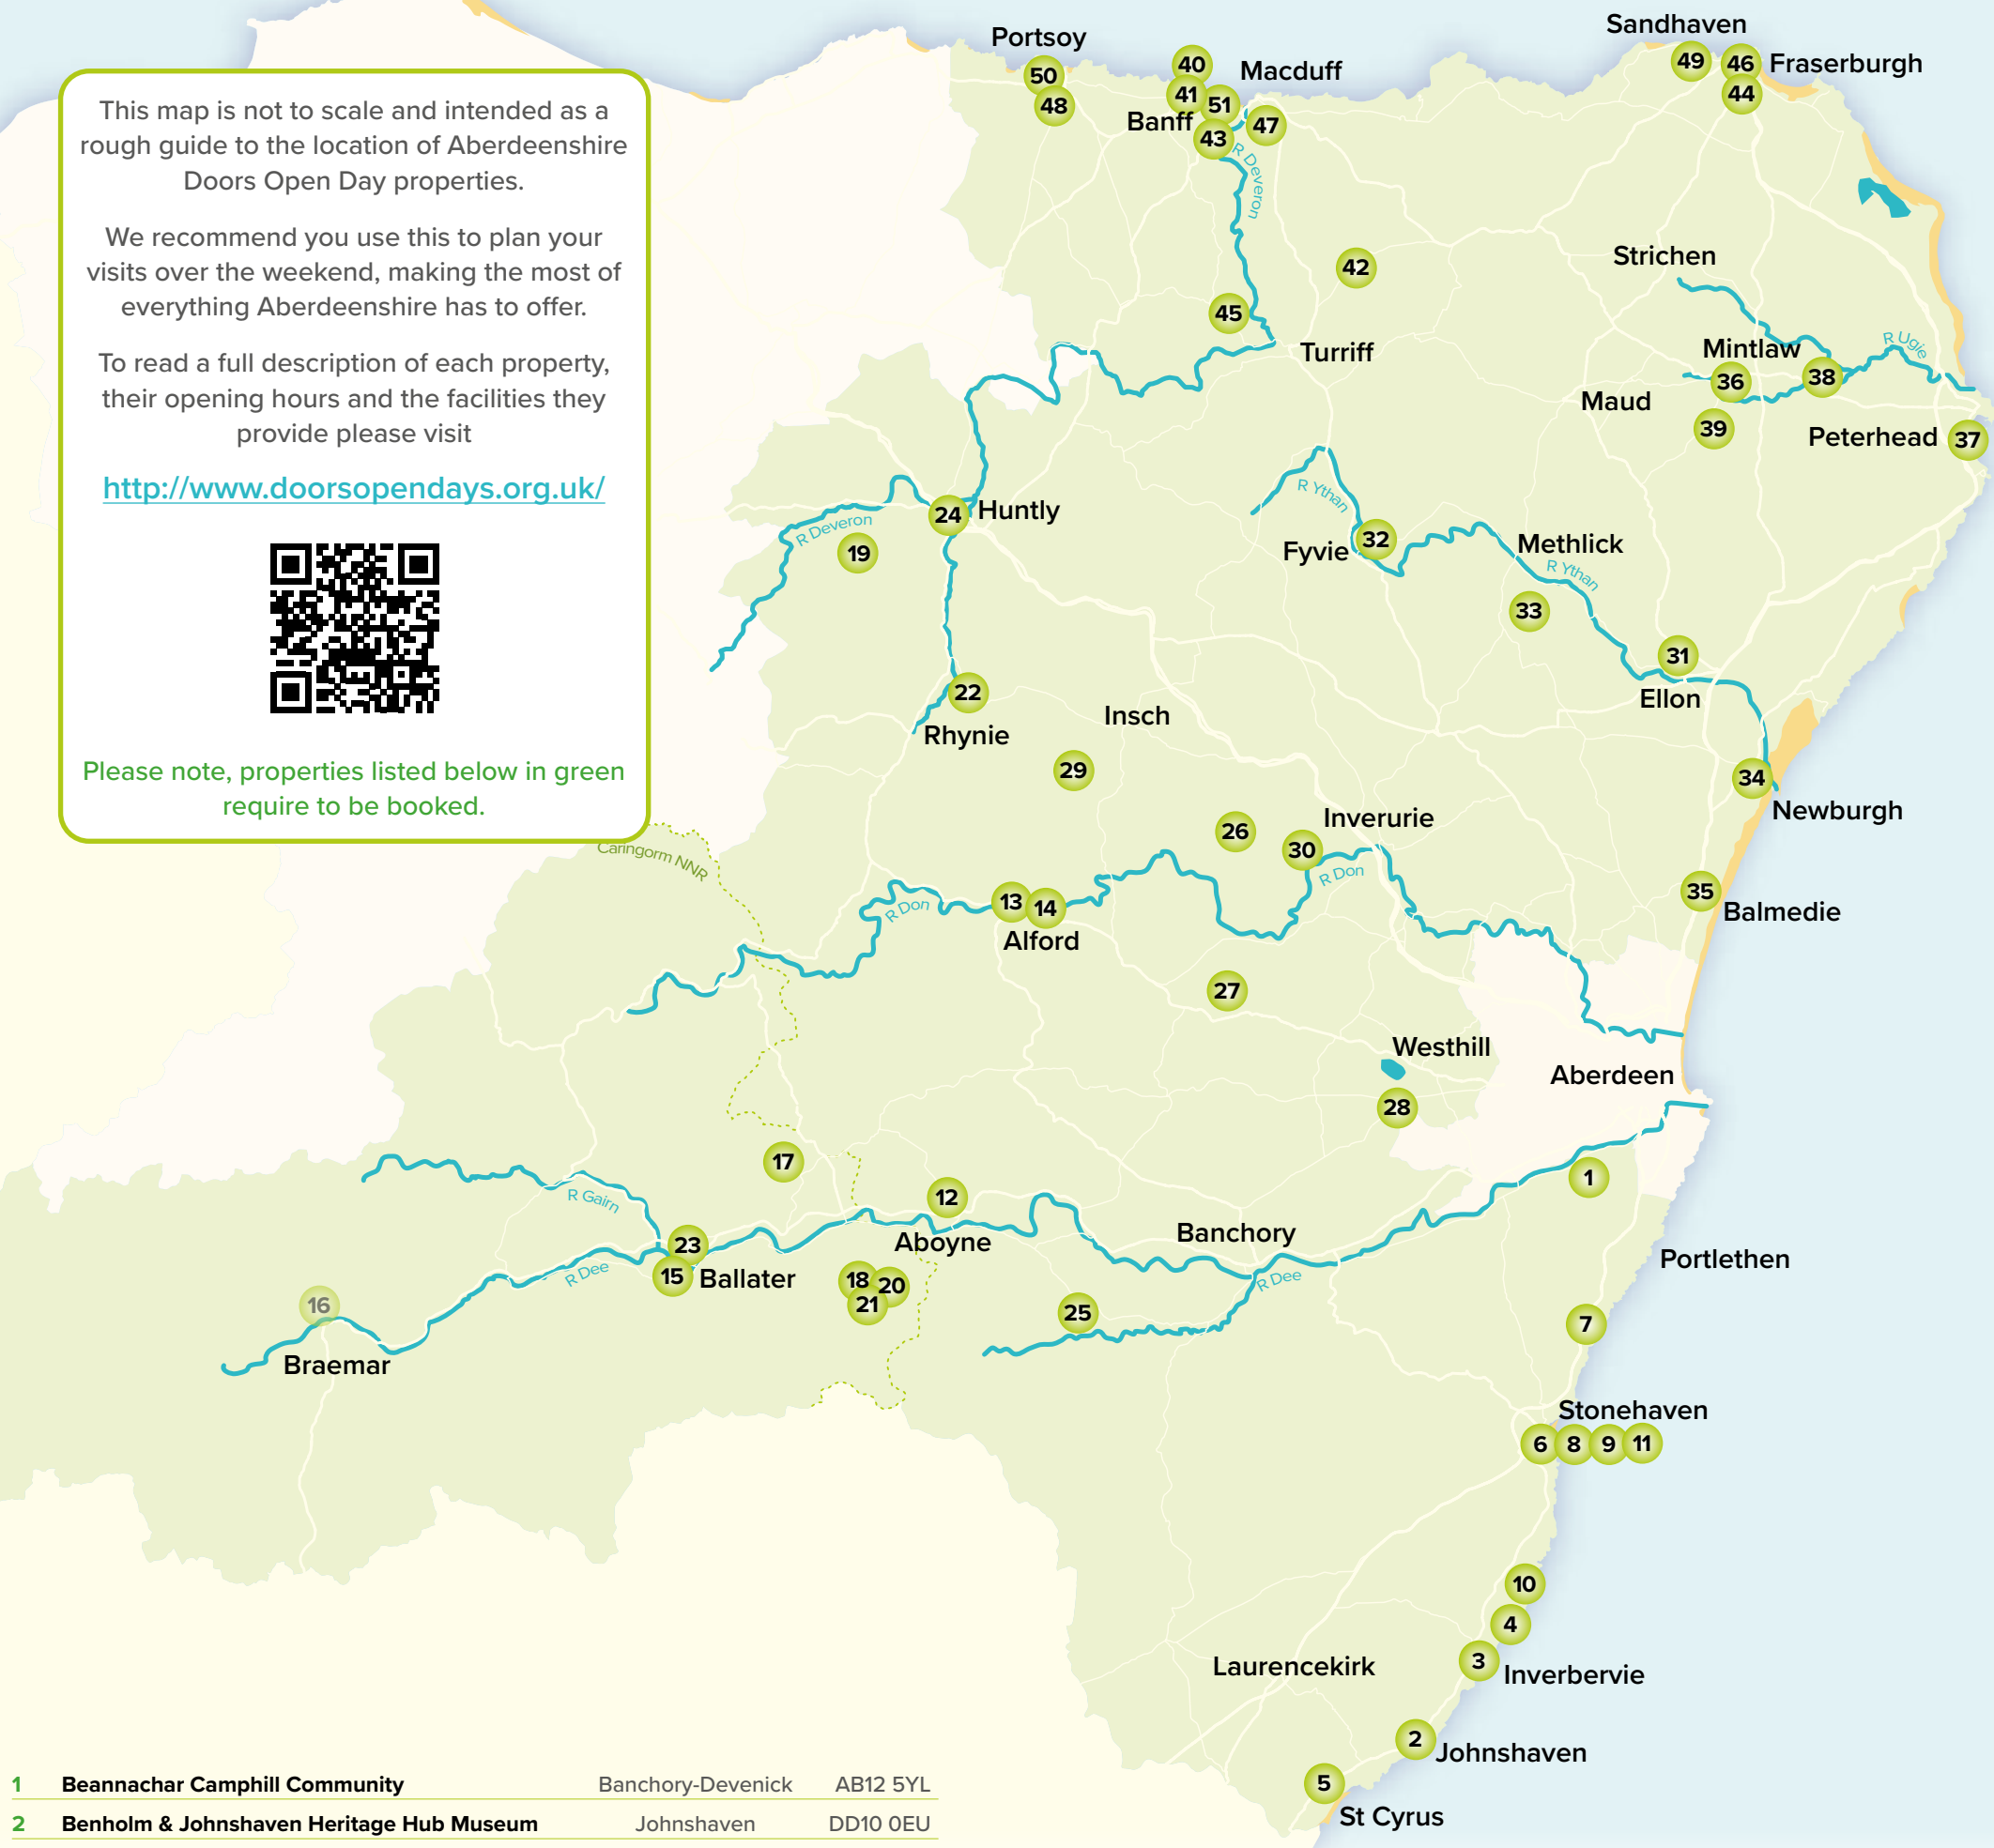 This map is not to scale and intended as a
rough guide to the location of Aberdeenshire
Doors Open Day properties.
We recommend you use this to plan your
visits over the weekend, making the most of
everything Aberdeenshire has to offer.
To read a full description of each property,
their opening hours and the facilities they
provide please visit
http://www.doorsopendays.org.uk/
Please note, properties listed below in green
require to be booked.
Sandhaven
Portsoy
40
Macduff
49
46
Fraserburgh
50
41
51
44
48
Banff
47
43
R Deveron
42
Strichen
45
Turriff
Mintlaw
R Ugie
36
38
Maud
39
Peterhead
37
R Ythan
24
Huntly
R Deveron
19
Fyvie
32
Methlick
R Ythan
33
31
Ellon
22
Rhynie
Insch
29
34
Newburgh
26
Inverurie
30
R Don
Caringorm NNR
R Don
13
14
Alford
35
Balmedie
27
Westhill
Aberdeen
28
17
1
R Gairn
12
Aboyne
Banchory
23
15
Ballater
R Dee
18
20
21
R Dee
Portlethen
16
25
7
Braemar
Stonehaven
6
8
9
11
10
4
Laurencekirk
3
Inverbervie
2
Johnshaven
5
St Cyrus
1 Beannachar Camphill Community Banchory-Devenick AB12 5YL
2 Benholm & Johnshaven Heritage Hub Museum Johnshaven DD10 0EU